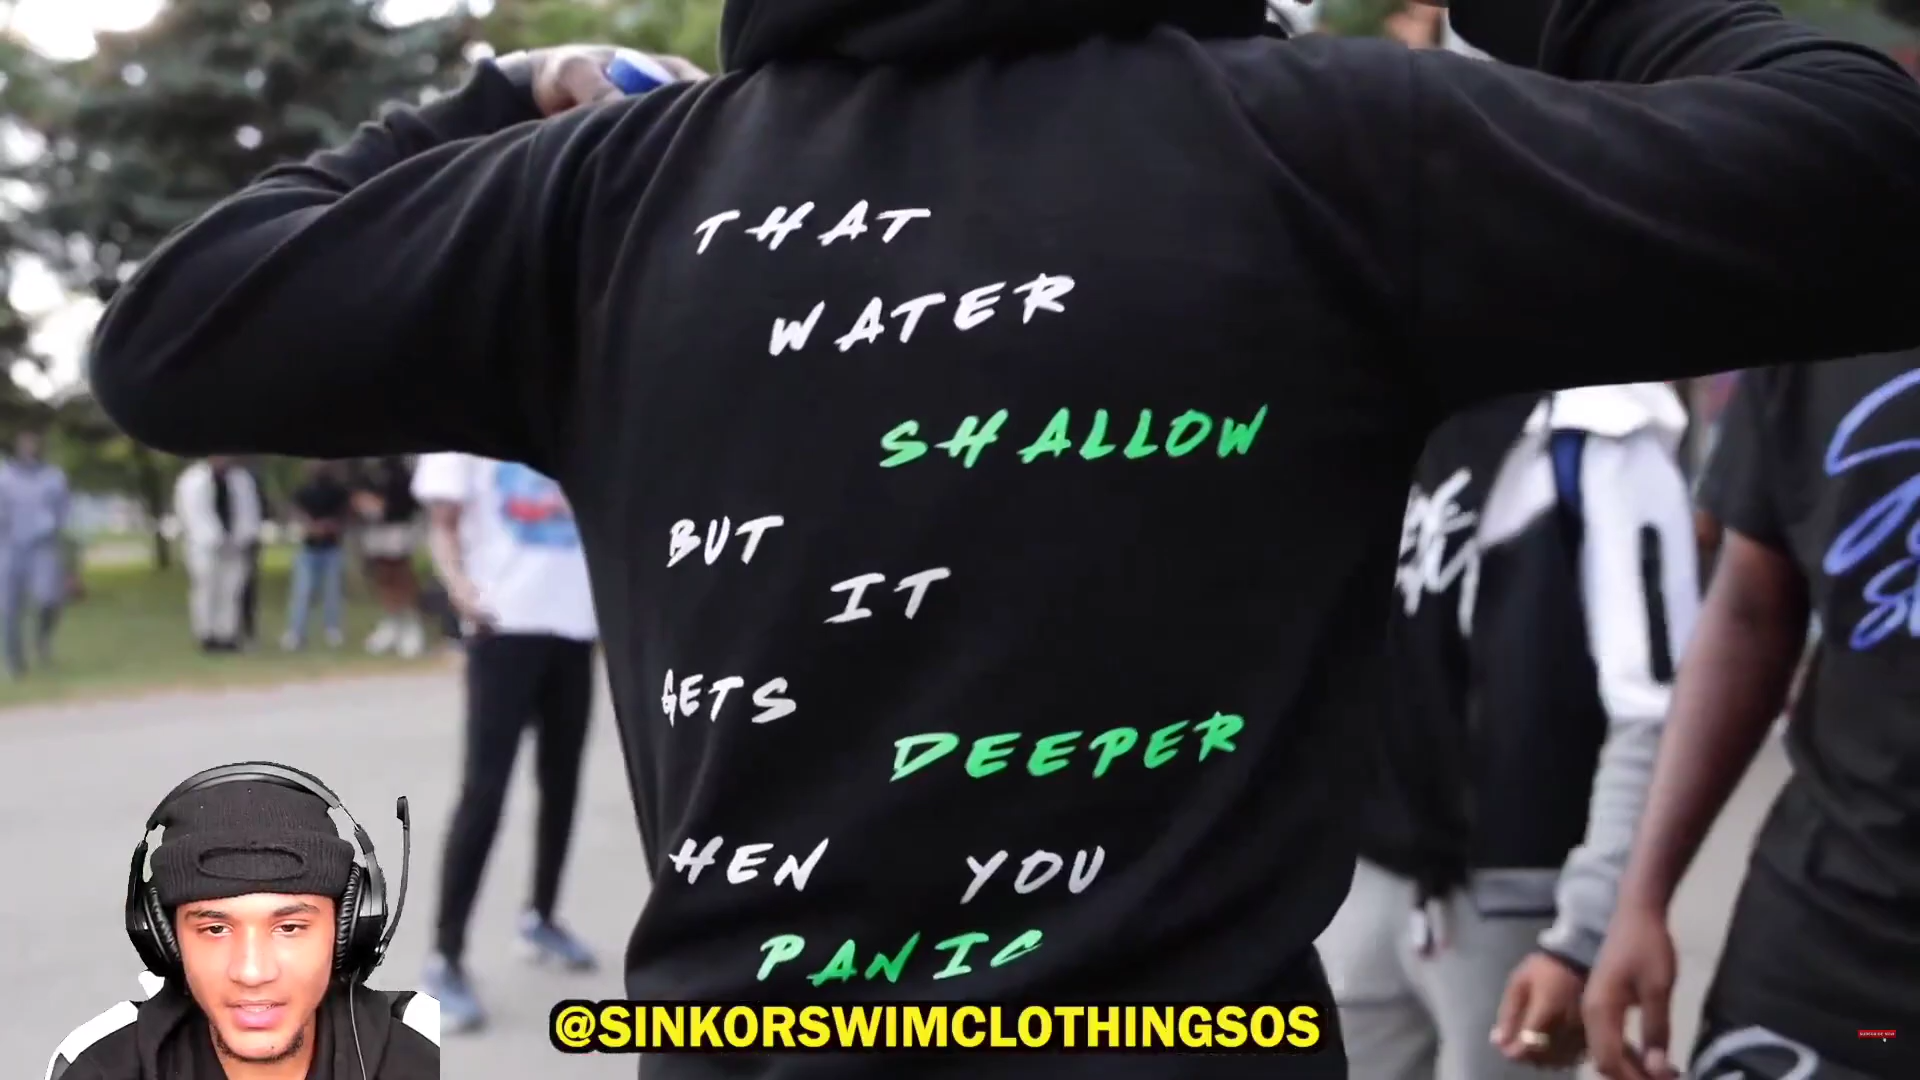 THAT
WATER
SHALLOW
BUT
IT
GETS
DEEPER
HEN YOU
PANIC
@SINKORSWIMCLOTHINGSOS